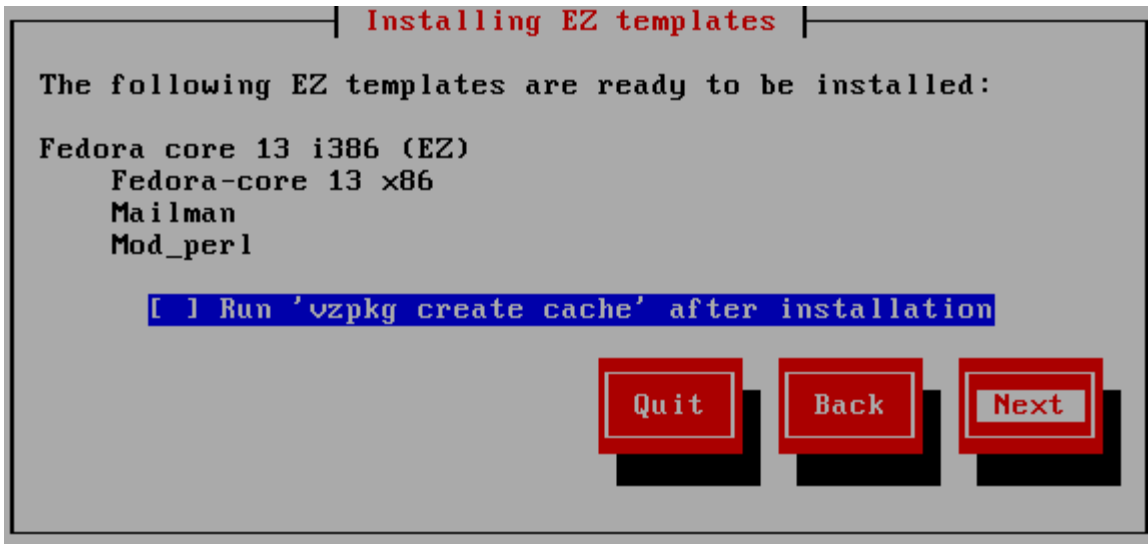 Installing EZ templates
The following EZ templates are ready to be installed:
Fedora core 13 i386 (EZ)
Fedora-core 13 x86
Mailman
Mod_perl
[ ] Run 'vzpkg create cache' after installation
Quit Back Next